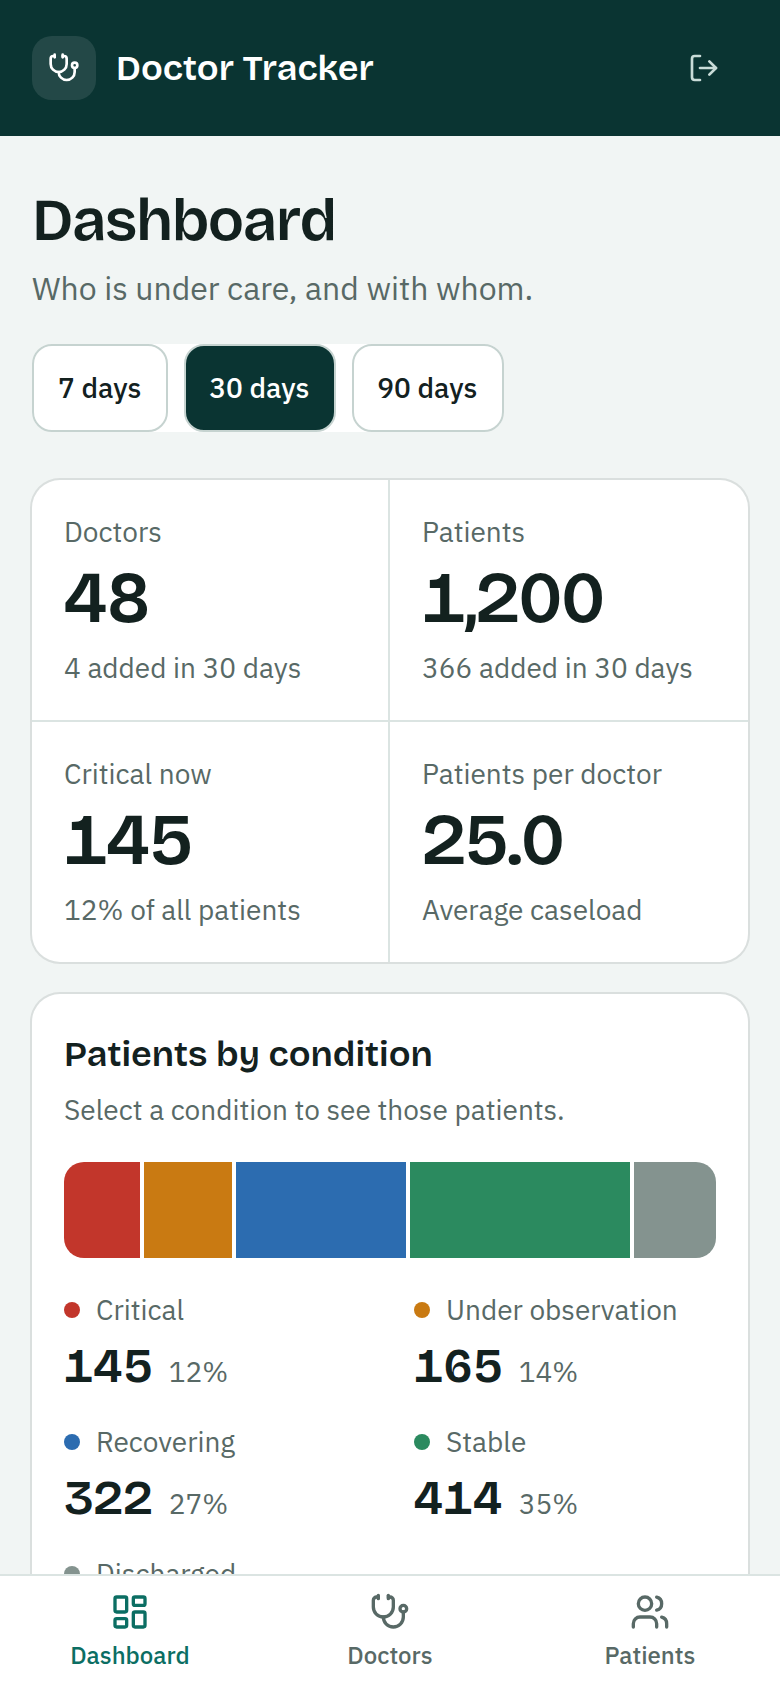 Doctor Tracker
Dashboard
Who is under care, and with whom.
7 days
30 days
90 days
Doctors
48
4 added in 30 days
Patients
1,200
366 added in 30 days
Critical now
145
12% of all patients
Patients per doctor
25.0
Average caseload
Patients by condition
Select a condition to see those patients.
Critical
145 12%
Under observation
165 14%
Recovering
322 27%
Stable
414 35%
Discharged
Dashboard
Doctors
Patients